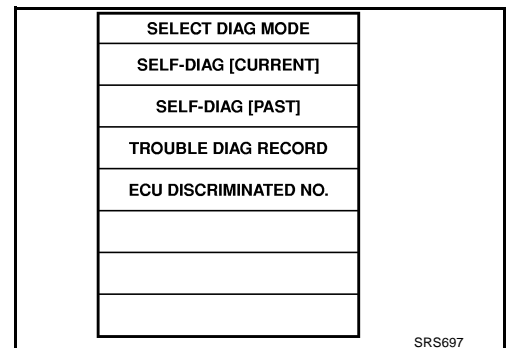 SELECT DIAG MODE
SELF-DIAG [CURRENT]
SELF-DIAG [PAST]
TROUBLE DIAG RECORD
ECU DISCRIMINATED NO.
SRS697